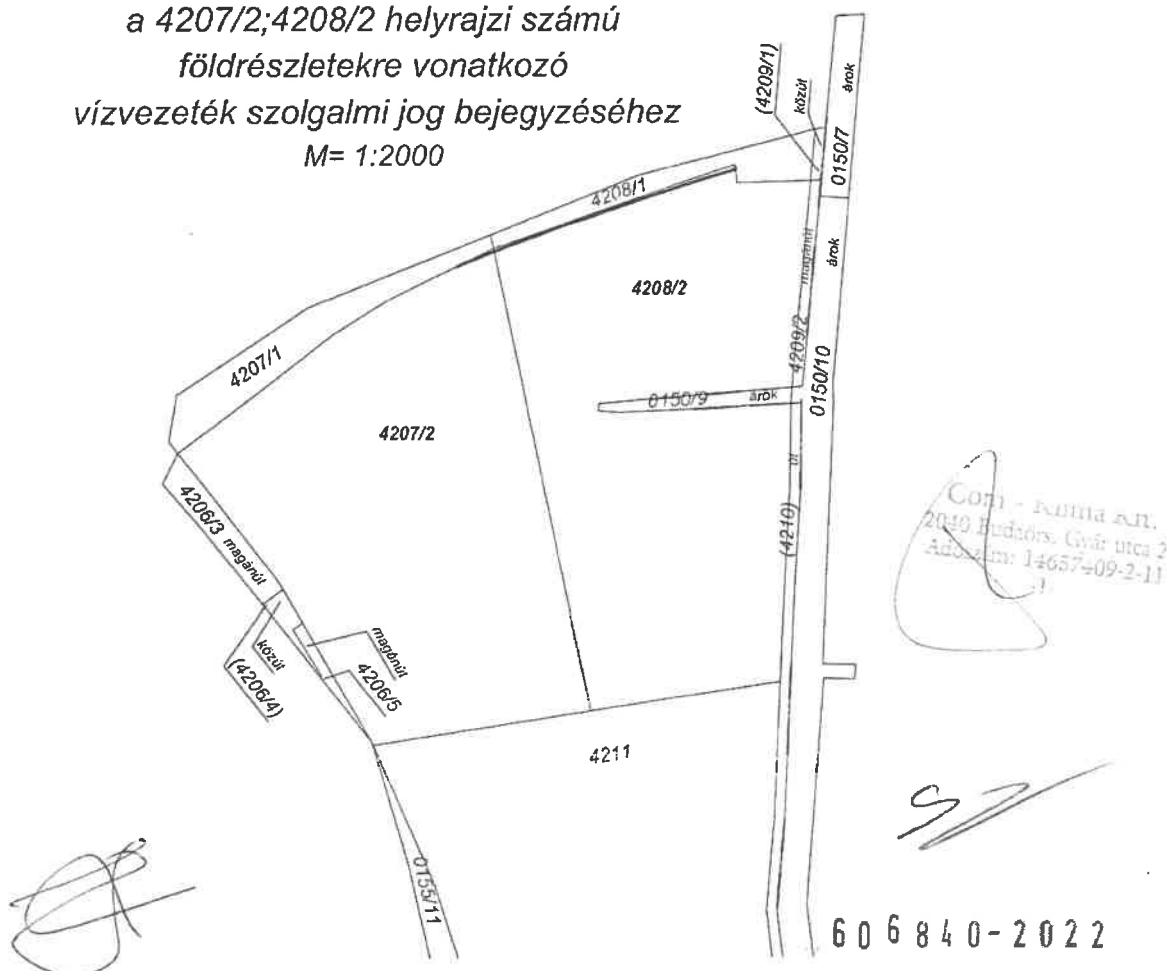 a 4207/2;4208/2 helyrajzi számú
földrészletekre vonatkozó
vízvezeték szolgalmi jog bejegyzéséhez
M= 1:2000
(4209/1)
közút
árok
0150/7
4208/1
4208/2
magánút
árok
4209/2
0150/10
4207/1
0150/9
árok
4207/2
út
(4210)
4206/3
magánút
Com -
2040 Budaörs, Gyár utca 2
Adószám: 14657409-2-11
közút
(4206/4)
magánút
4206/5
4211
0155/11
606840-2022